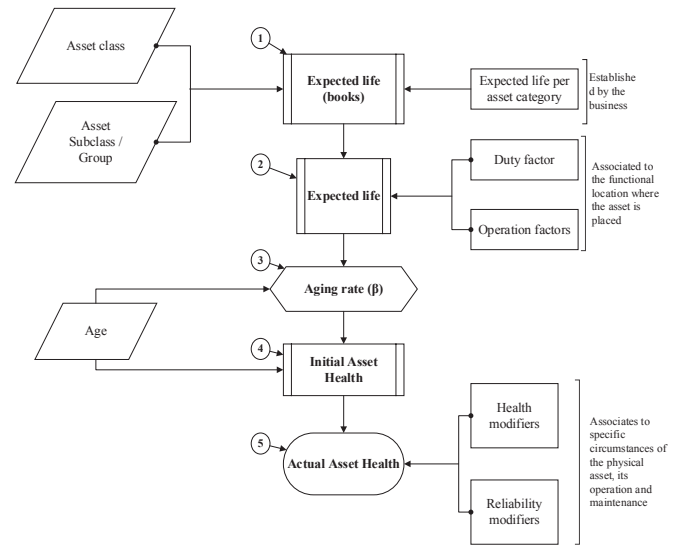 Asset class
Asset
Subclass /
Group
1
Expected life
(books)
Expected life per
asset category
Establishe
d by the
business
2
Expected life
Duty factor
Operation factors
Associated to
the functional
location where
the asset is
placed
3
Aging rate (β)
Age
4
Initial Asset
Health
5
Actual Asset Health
Health
modifiers
Reliability
modifiers
Associates to
specific
circumstances of
the physical
asset, its
operation and
maintenance